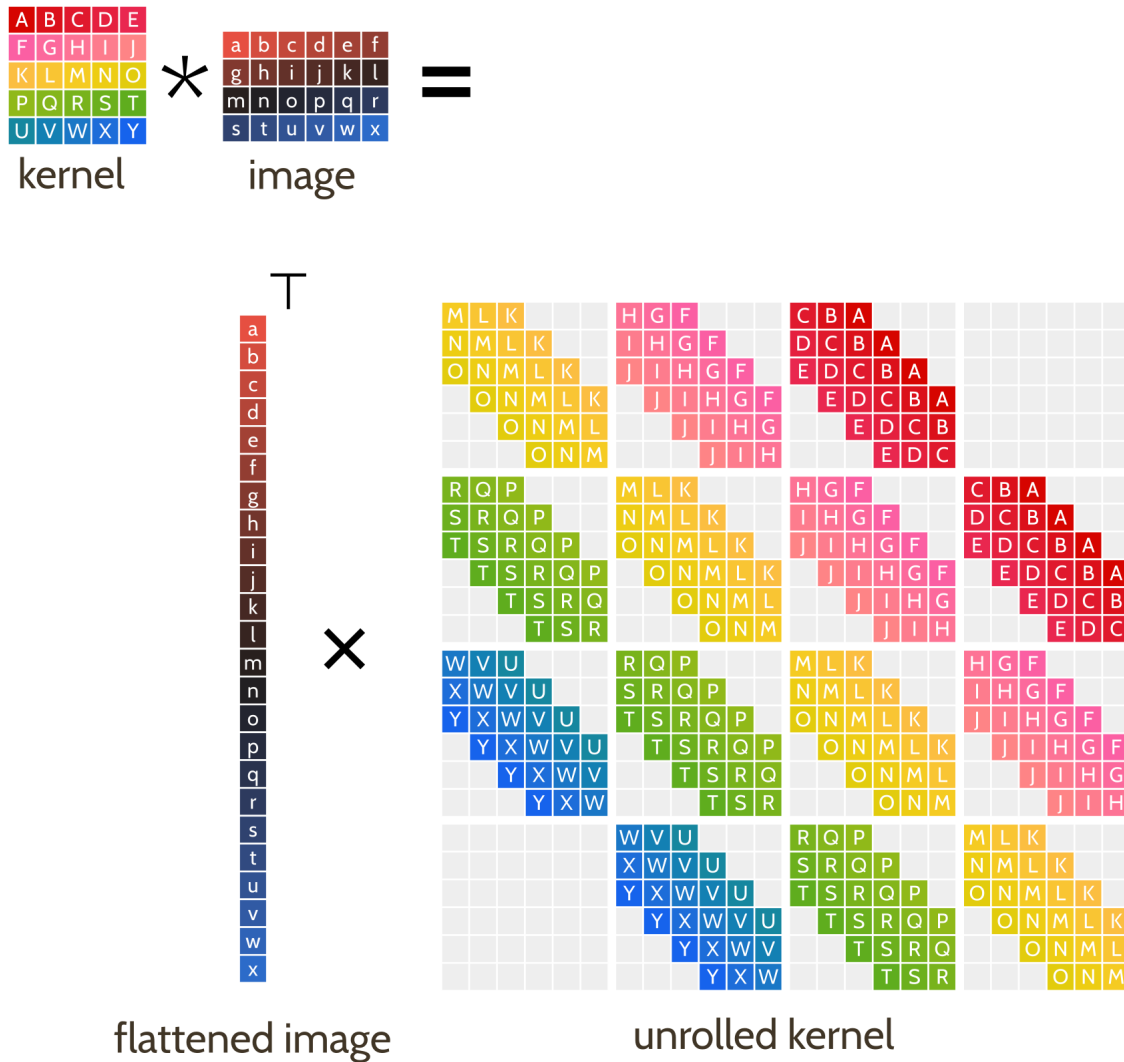 A B C D E
F G H I J
K L M N O
P Q R S T
U V W X Y
kernel
*
a b c d e f
g h i j k l
m n o p q r
s t u v w x
image
=
⊤
a
b
c
d
e
f
g
h
i
j
k
l
m
n
o
p
q
r
s
t
u
v
w
x
flattened image
×
M L K H G F C B A
N M L K I H G F D C B A
O N M L K J I H G F E D C B A
O N M L K J I H G F E D C B A
O N M L J I H G E D C B
O N M J I H E D C
R Q P M L K H G F C B A
S R Q P N M L K I H G F D C B A
T S R Q P O N M L K J I H G F E D C B A
T S R Q P O N M L K J I H G F E D C B A
T S R Q O N M L J I H G E D C B
T S R O N M J I H E D C
W V U R Q P M L K H G F
X W V U S R Q P N M L K I H G F
Y X W V U T S R Q P O N M L K J I H G F
Y X W V U T S R Q P O N M L K J I H G F
Y X W V T S R Q O N M L J I H G
Y X W T S R O N M J I H
W V U R Q P M L K
X W V U S R Q P N M L K
Y X W V U T S R Q P O N M L K
Y X W V U T S R Q P O N M L K
Y X W V T S R Q O N M L
Y X W T S R O N M
unrolled kernel